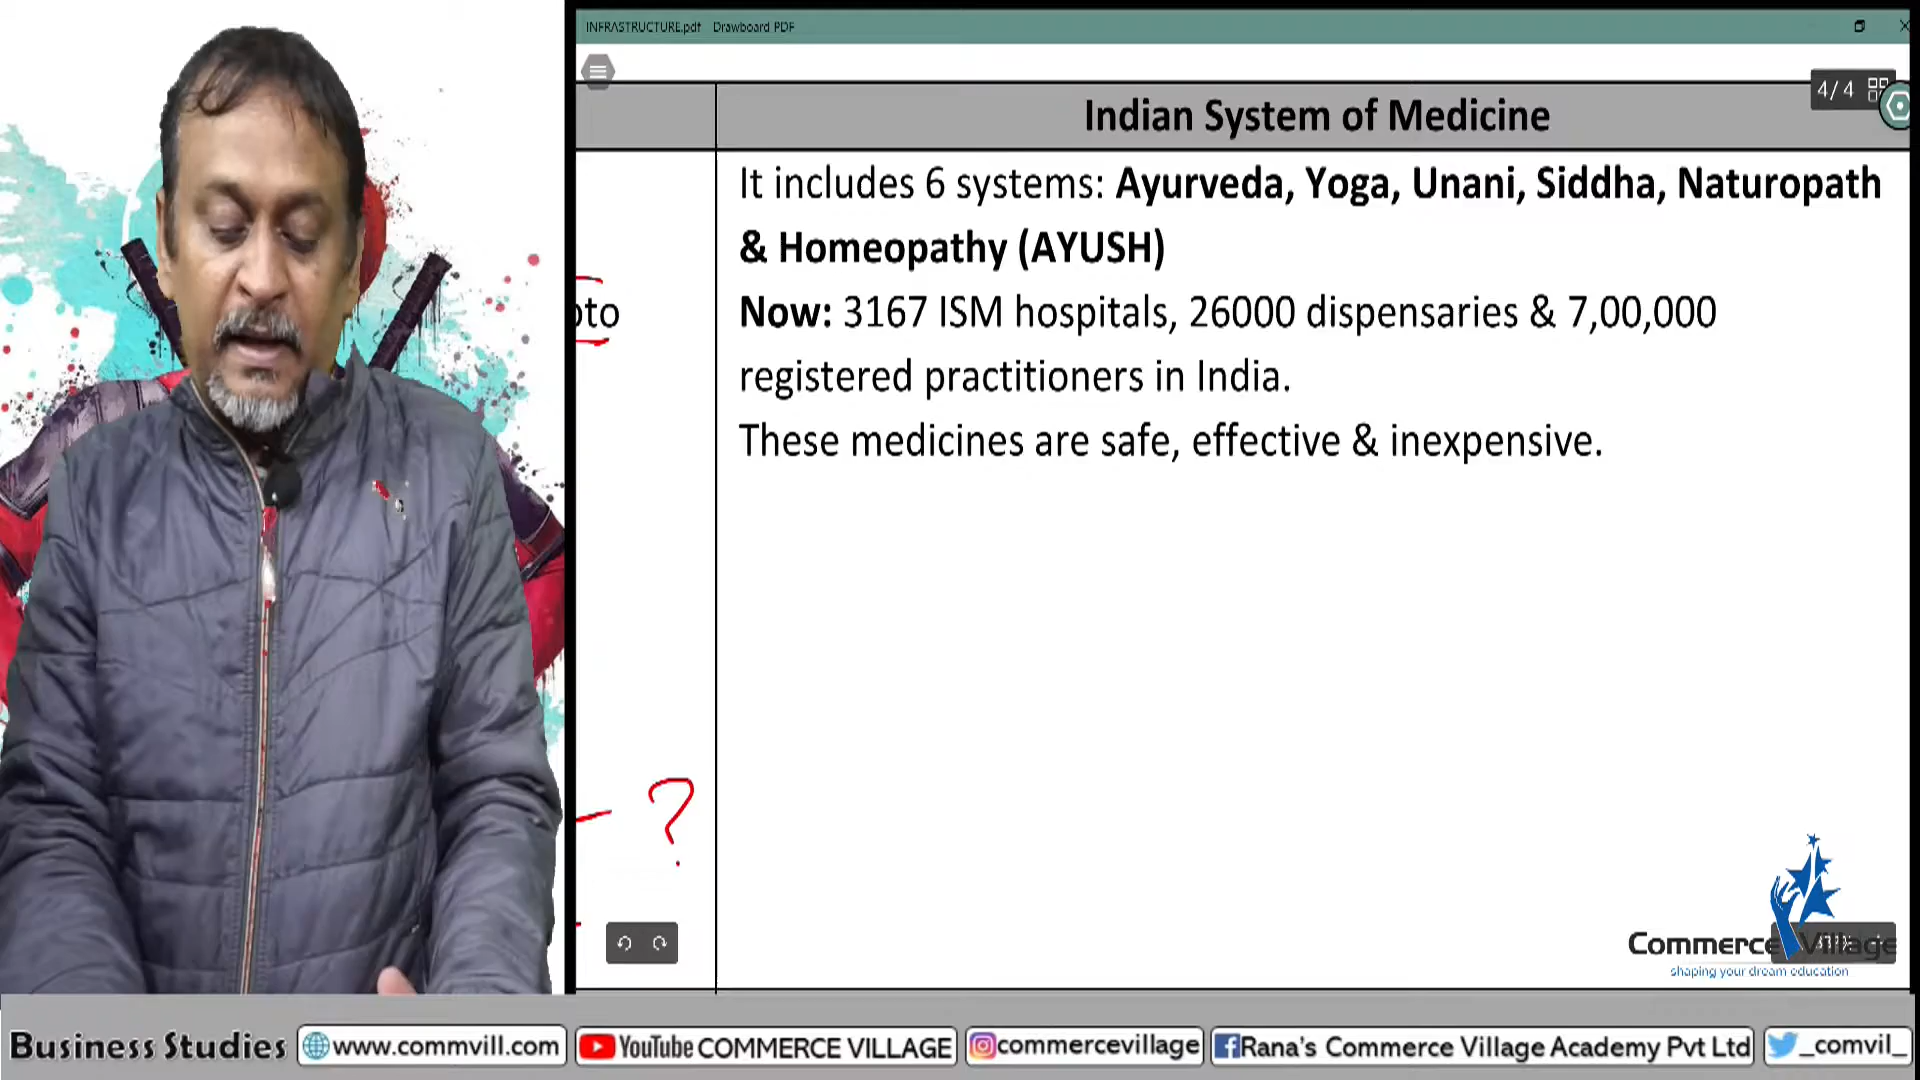 INFRASTRUCTURE.pdf Drawboard PDF
4/4
Indian System of Medicine
It includes 6 systems: Ayurveda, Yoga, Unani, Siddha, Naturopath
& Homeopathy (AYUSH)
Now: 3167 ISM hospitals, 26000 dispensaries & 7,00,000
registered practitioners in India.
These medicines are safe, effective & inexpensive.
?
Commerce Village
shaping your dream education
Business Studies
www.commvill.com
YouTube COMMERCE VILLAGE
commercevillage
Rana's Commerce Village Academy Pvt Ltd
_comvil_